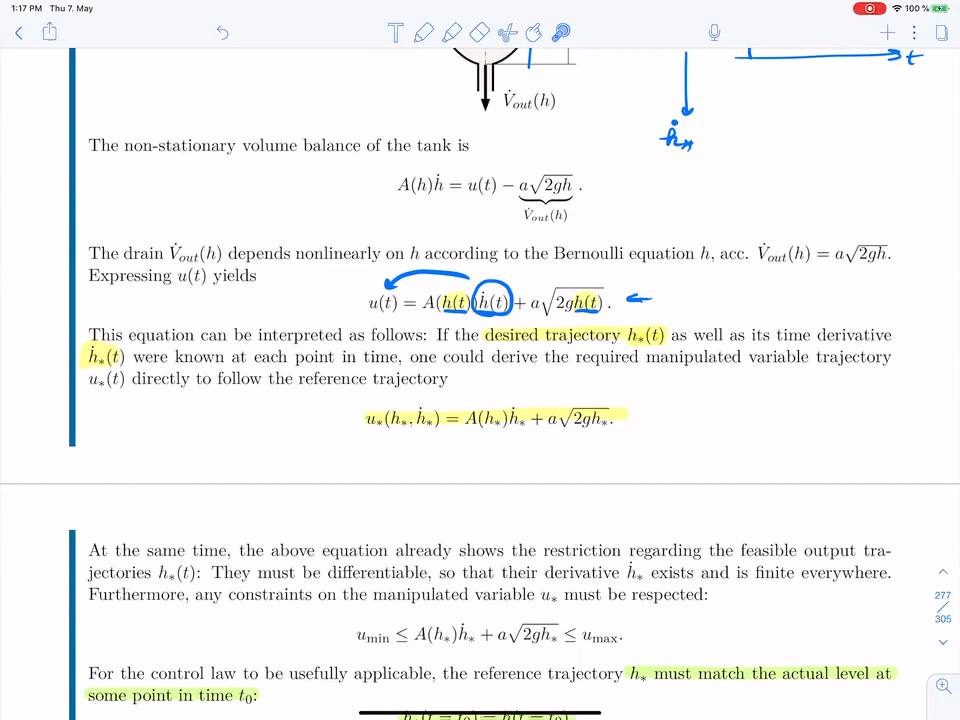 1:17 PM Thu 7. May 100 %
t
V̇out(h)
ḣ*
The non-stationary volume balance of the tank is
A(h)ḣ = u(t) − a√2gh .
V̇out(h)
The drain V̇out(h) depends nonlinearly on h according to the Bernoulli equation h, acc. V̇out(h) = a√2gh.
Expressing u(t) yields
u(t) = A(h(t))ḣ(t) + a√2gh(t) .
This equation can be interpreted as follows: If the desired trajectory h*(t) as well as its time derivative
ḣ*(t) were known at each point in time, one could derive the required manipulated variable trajectory
u*(t) directly to follow the reference trajectory
u*(h*, ḣ*) = A(h*)ḣ* + a√2gh*.
At the same time, the above equation already shows the restriction regarding the feasible output tra-
jectories h*(t): They must be differentiable, so that their derivative ḣ* exists and is finite everywhere.
Furthermore, any constraints on the manipulated variable u* must be respected:
umin ≤ A(h*)ḣ* + a√2gh* ≤ umax.
277
/
305
For the control law to be usefully applicable, the reference trajectory h* must match the actual level at
some point in time t0: